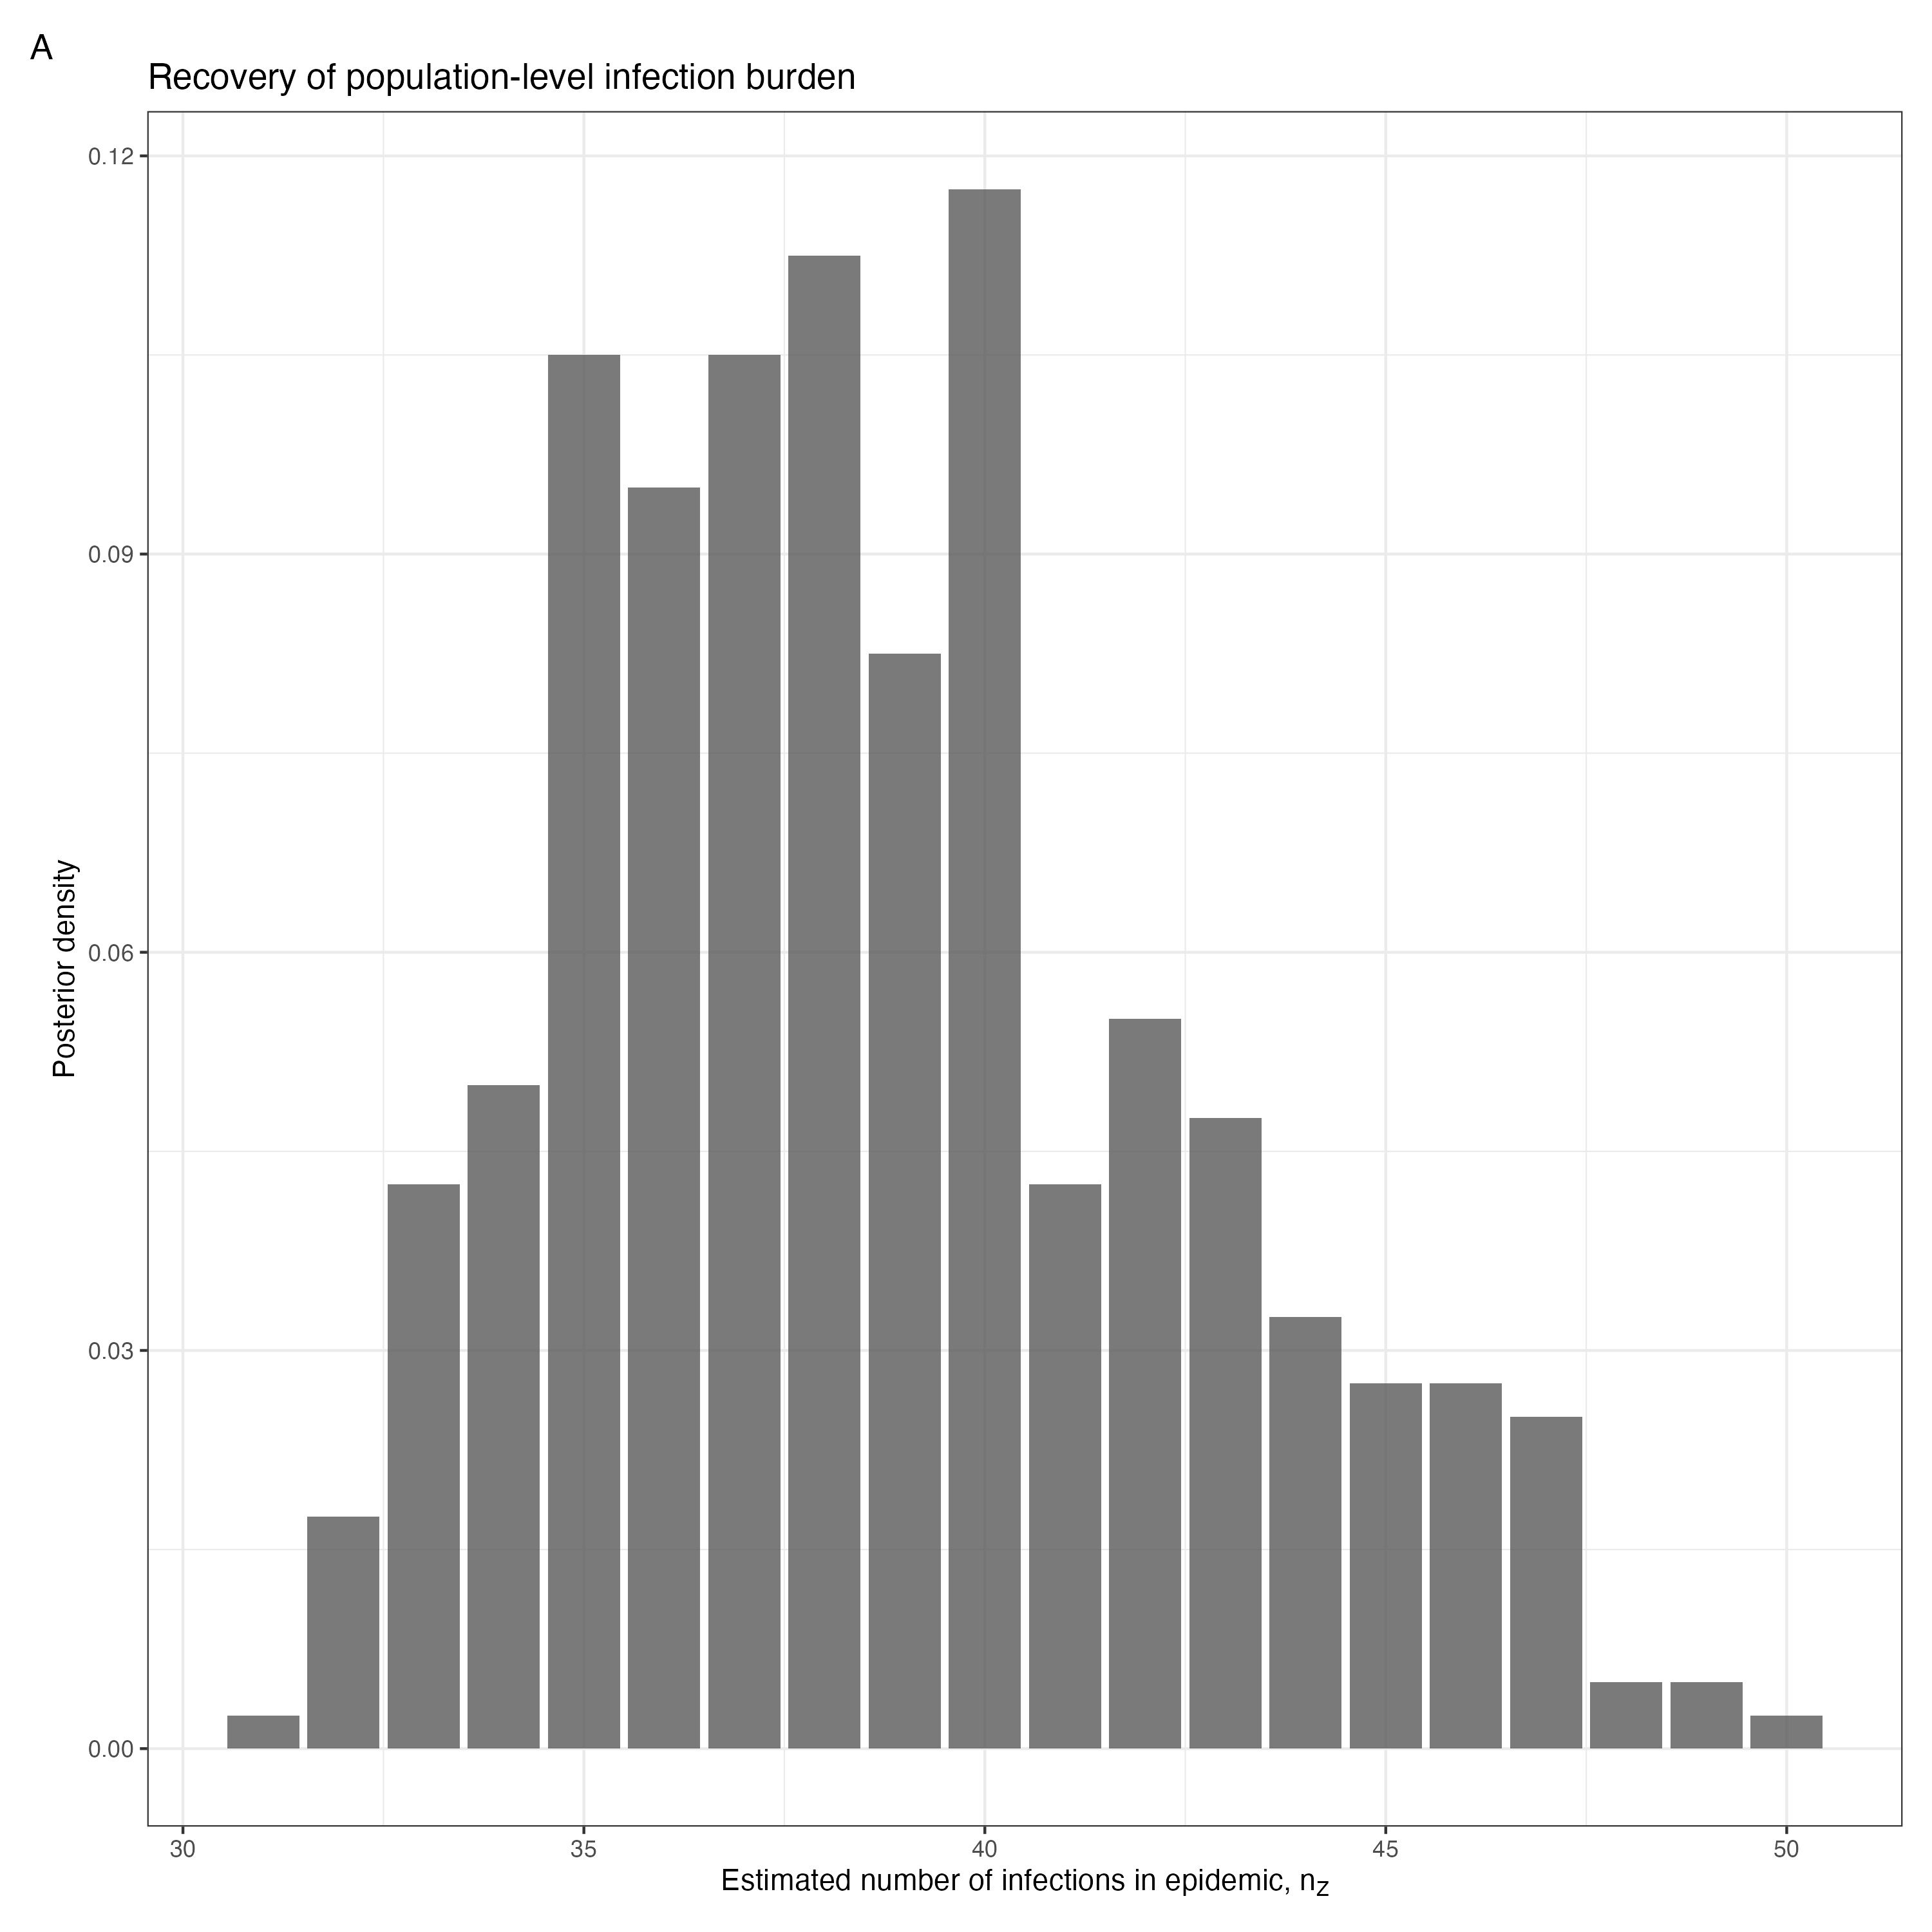 A
Recovery of population-level infection burden
0.12
0.09
0.06
0.03
0.00
Posterior density
30 35 40 45 50
Estimated number of infections in epidemic, nz